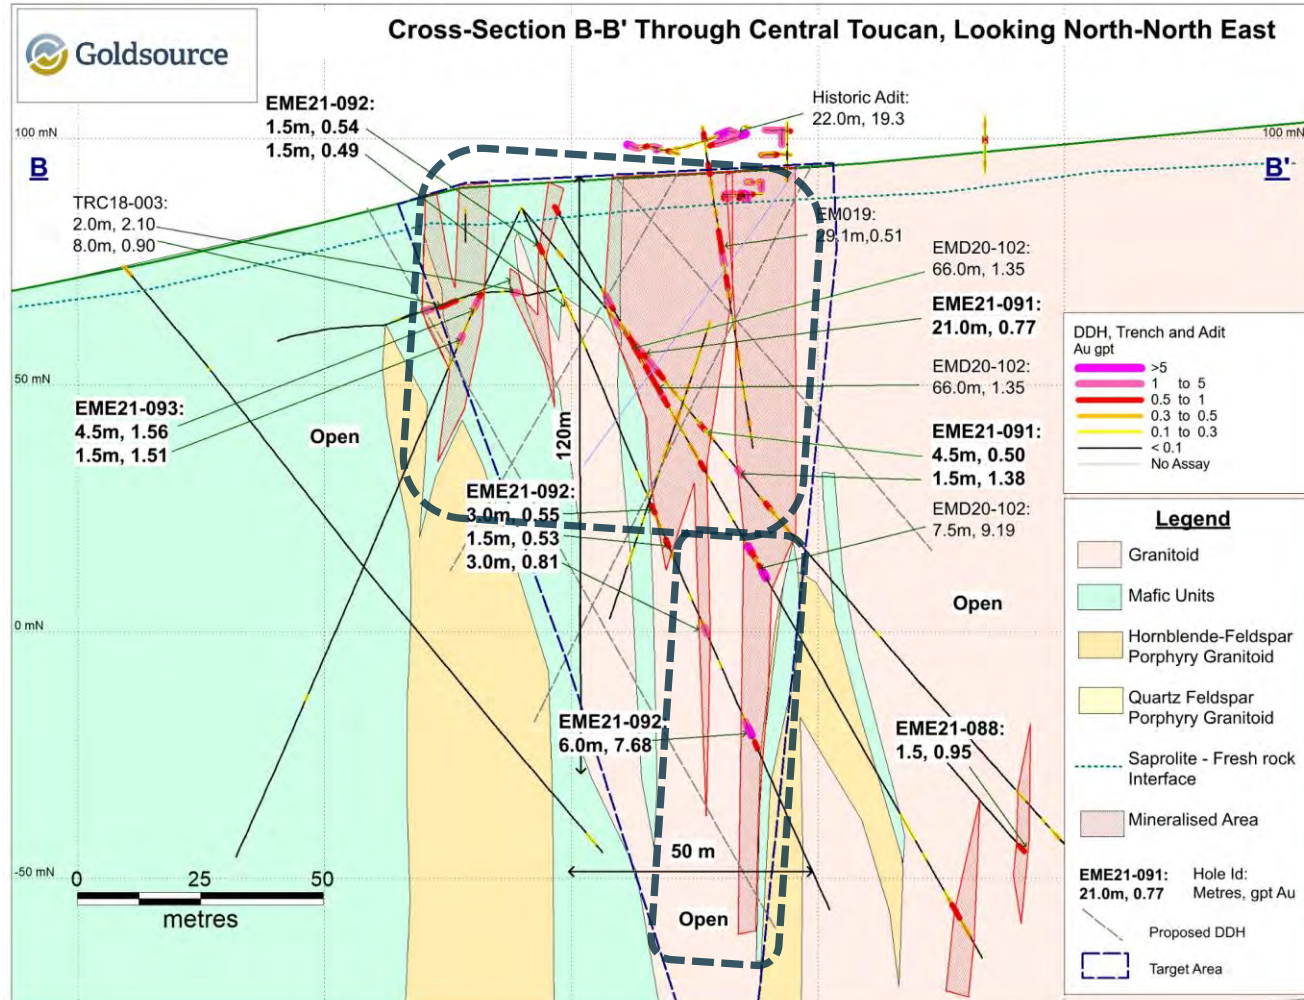 Goldsource
Cross-Section B-B' Through Central Toucan, Looking North-North East
EME21-092:
1.5m, 0.54
1.5m, 0.49
Historic Adit:
22.0m, 19.3
100 mN
100 mN
B
B'
TRC18-003:
2.0m, 2.10
8.0m, 0.90
EM019:
29.1m,0.51
EMD20-102:
66.0m, 1.35
EME21-091:
21.0m, 0.77
EMD20-102:
66.0m, 1.35
50 mN
EME21-093:
4.5m, 1.56
1.5m, 1.51
Open
120m
EME21-091:
4.5m, 0.50
1.5m, 1.38
EME21-092:
3.0m, 0.55
1.5m, 0.53
3.0m, 0.81
EMD20-102:
7.5m, 9.19
Open
0 mN
EME21-092:
6.0m, 7.68
EME21-088:
1.5, 0.95
50 m
-50 mN
0 25 50
metres
Open
DDH, Trench and Adit
Au gpt
>5
1 to 5
0.5 to 1
0.3 to 0.5
0.1 to 0.3
< 0.1
No Assay
Legend
Granitoid
Mafic Units
Hornblende-Feldspar
Porphyry Granitoid
Quartz Feldspar
Porphyry Granitoid
Saprolite - Fresh rock
Interface
Mineralised Area
EME21-091: Hole Id:
21.0m, 0.77 Metres, gpt Au
Proposed DDH
Target Area